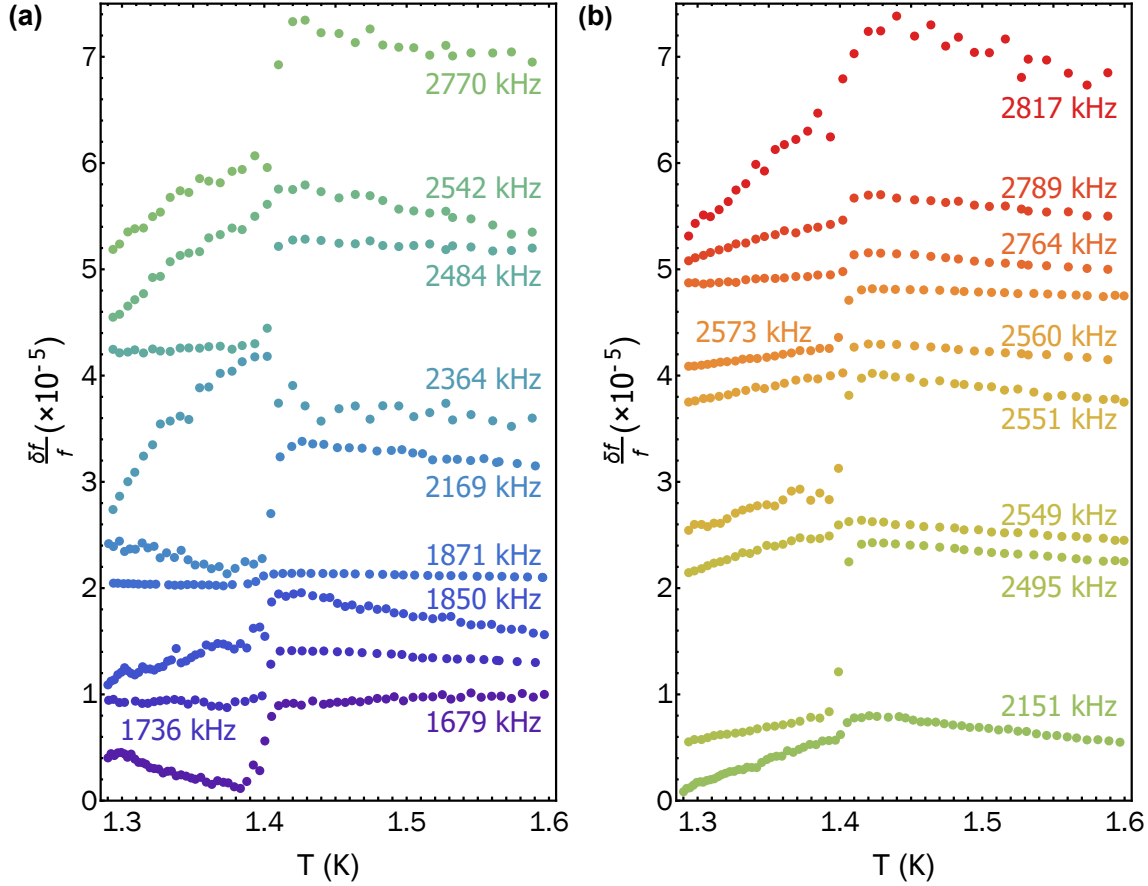 (a)
7
6
5
4
3
2
1
0
δf/f (×10⁻⁵)
2770 kHz
2542 kHz
2484 kHz
2364 kHz
2169 kHz
1871 kHz
1850 kHz
1736 kHz
1679 kHz
1.3 1.4 1.5 1.6
T (K)
(b)
7
6
5
4
3
2
1
0
δf/f (×10⁻⁵)
2817 kHz
2789 kHz
2764 kHz
2573 kHz
2560 kHz
2551 kHz
2549 kHz
2495 kHz
2151 kHz
1.3 1.4 1.5 1.6
T (K)